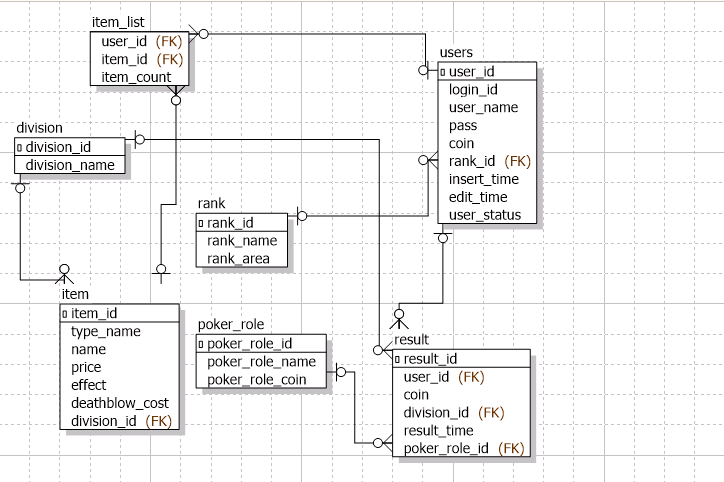 item_list
user_id (FK)
item_id (FK)
item_count
users
user_id
login_id
user_name
pass
coin
rank_id (FK)
insert_time
edit_time
user_status
division
division_id
division_name
rank
rank_id
rank_name
rank_area
item
item_id
type_name
name
price
effect
deathblow_cost
division_id (FK)
poker_role
poker_role_id
poker_role_name
poker_role_coin
result
result_id
user_id (FK)
coin
division_id (FK)
result_time
poker_role_id (FK)